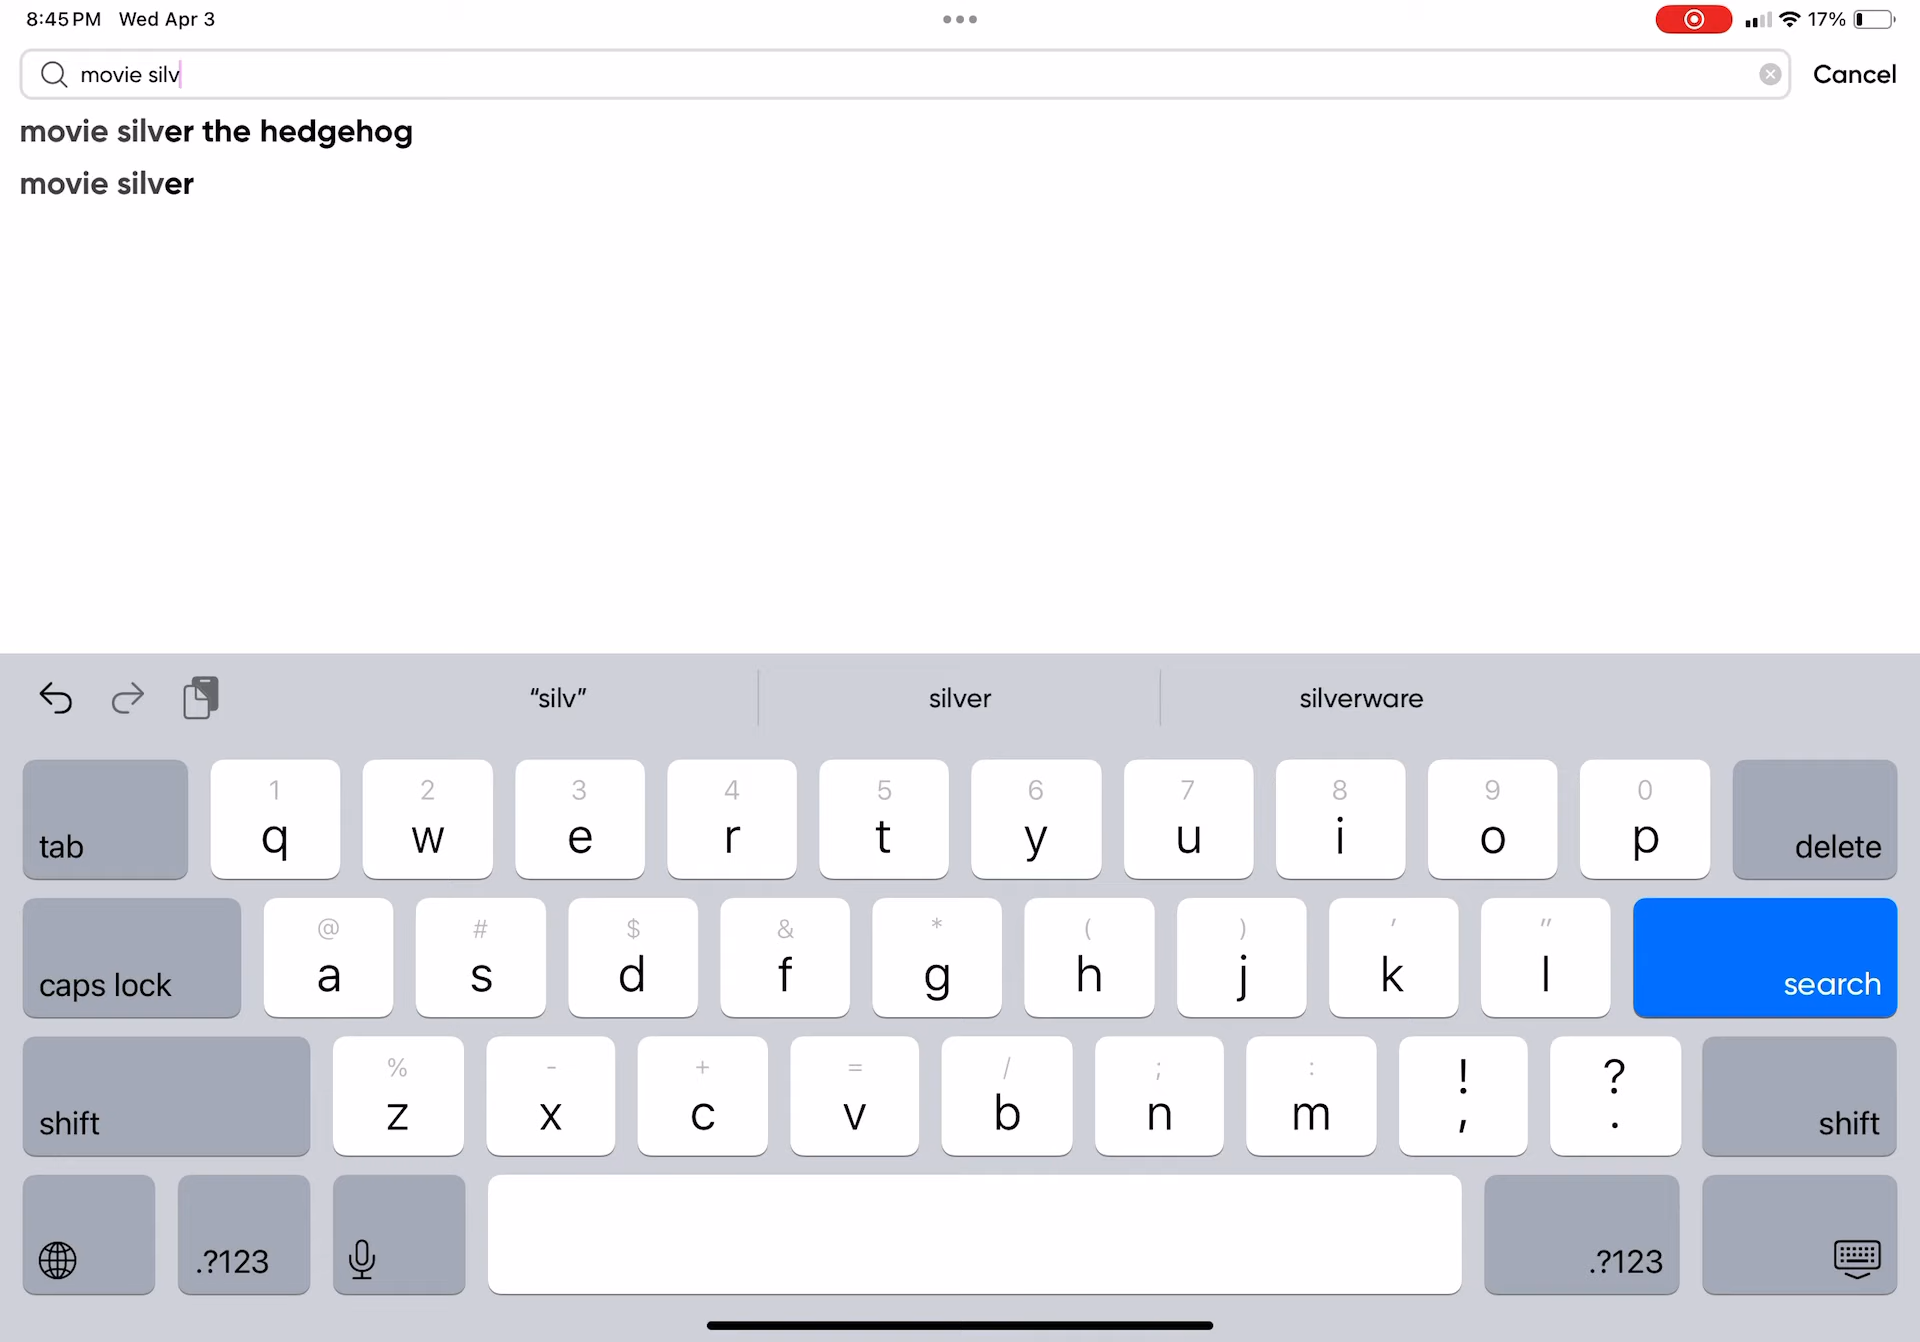 8:45 PM Wed Apr 3
17%
movie silv
Cancel
movie silver the hedgehog
movie silver
“silv” silver silverware
1 2 3 4 5 6 7 8 9 0
tab q w e r t y u i o p delete
@ # $ & * ( ) ' "
caps lock a s d f g h j k l search
% - + = / ; : ! ?
shift z x c v b n m , . shift
.?123 .?123